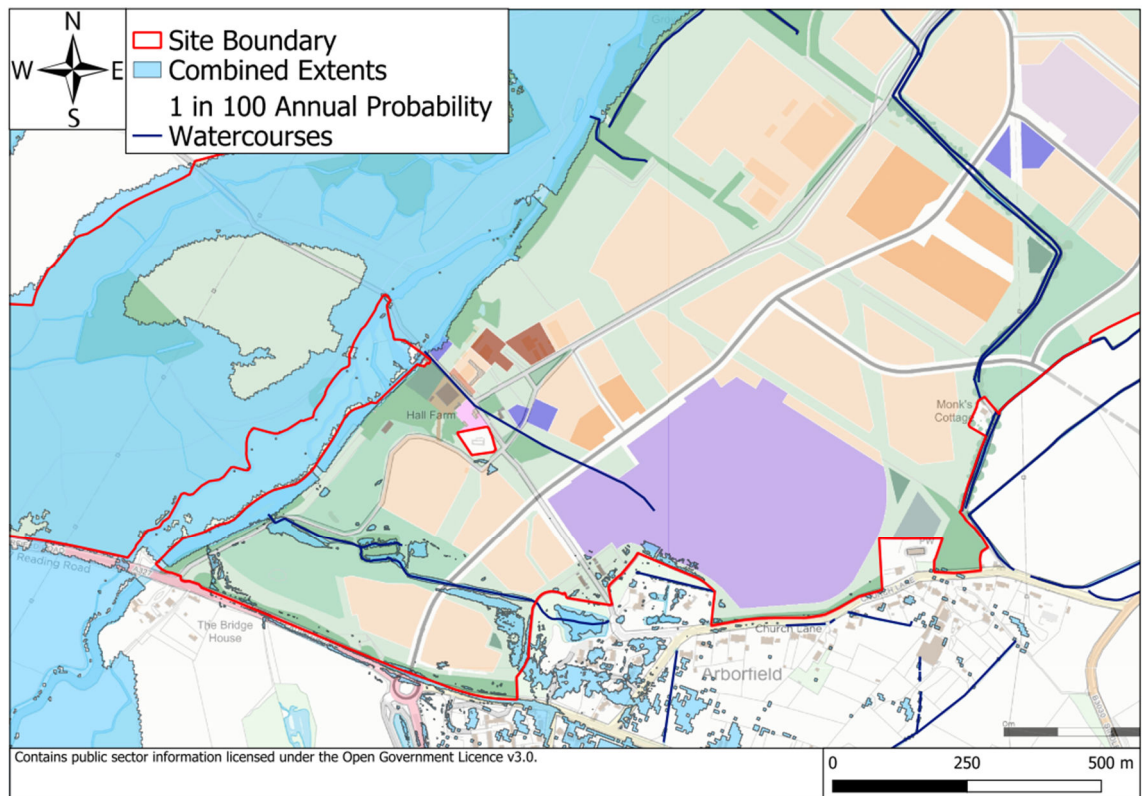 N
W E
S
Site Boundary
Combined Extents
1 in 100 Annual Probability
Watercourses
Hall Farm
Monk's
Cottage
PW
Reading Road
The Bridge
House
Church Lane
Arborfield
0m
Contains public sector information licensed under the Open Government Licence v3.0.
0 250 500 m